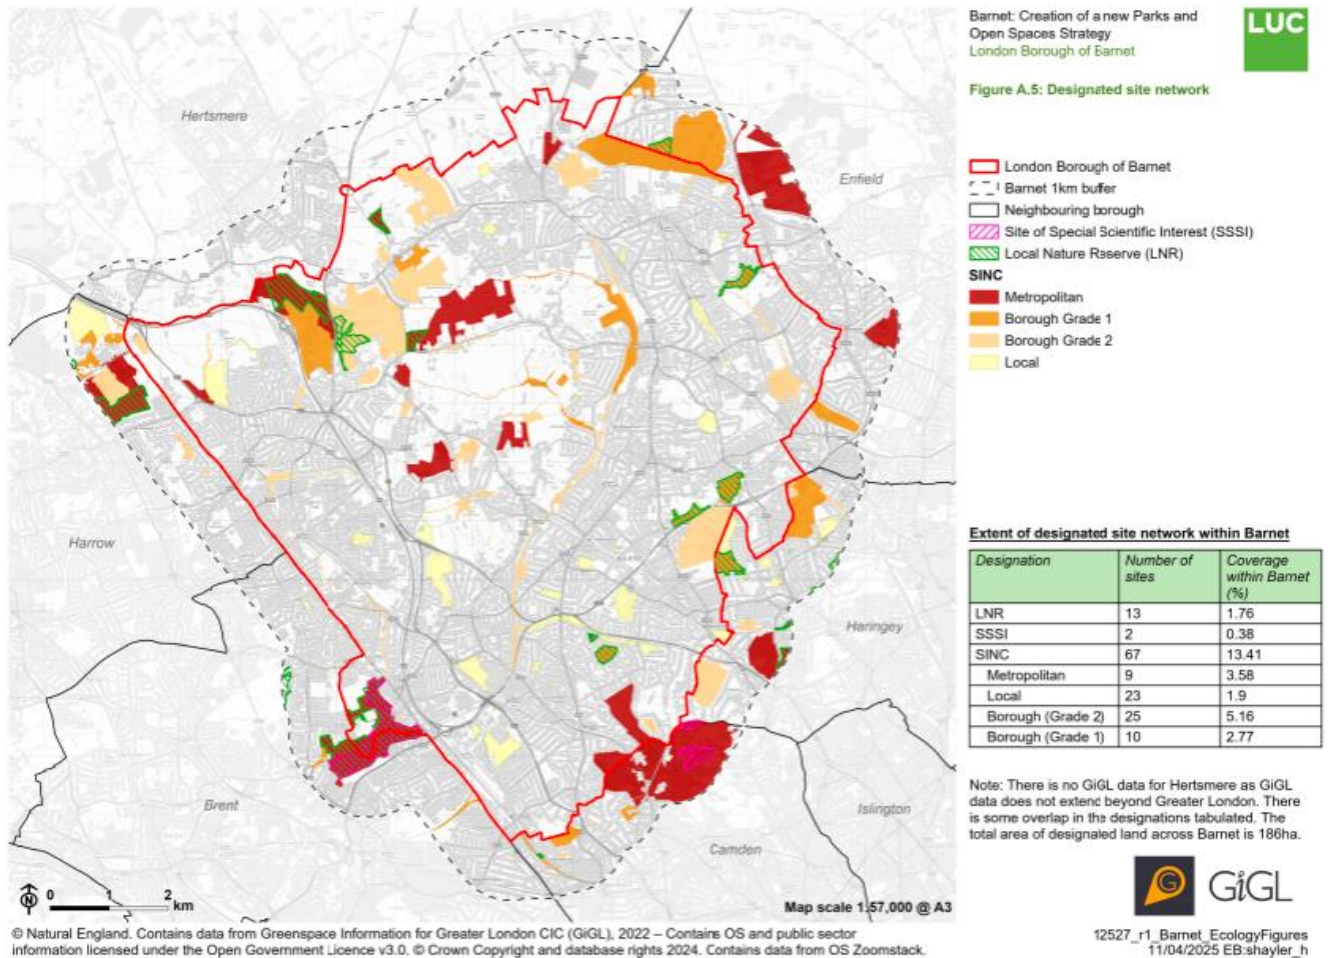 Barnet: Creation of a new Parks and
Open Spaces Strategy
London Borough of Barnet
LUC
Figure A.5: Designated site network
London Borough of Barnet
Barnet 1km buffer
Neighbouring borough
Site of Special Scientific Interest (SSSI)
Local Nature Reserve (LNR)
SINC
Metropolitan
Borough Grade 1
Borough Grade 2
Local
Hertsmere
Enfield
Harrow
Haringey
Brent
Islington
Camden
Extent of designated site network within Barnet
Designation Number of sites Coverage within Barnet (%)
LNR 13 1.76
SSSI 2 0.38
SINC 67 13.41
Metropolitan 9 3.58
Local 23 1.9
Borough (Grade 2) 25 5.16
Borough (Grade 1) 10 2.77
Note: There is no GiGL data for Hertsmere as GiGL
data does not extend beyond Greater London. There
is some overlap in the designations tabulated. The
total area of designated land across Barnet is 186ha.
N
0 1 2
km
Map scale 1:57,000 @ A3
G GiGL
© Natural England. Contains data from Greenspace Information for Greater London CIC (GiGL), 2022 – Contains OS and public sector
information licensed under the Open Government Licence v3.0. © Crown Copyright and database rights 2024. Contains data from OS Zoomstack.
12527_r1_Barnet_EcologyFigures
11/04/2025 EB:shayler_h